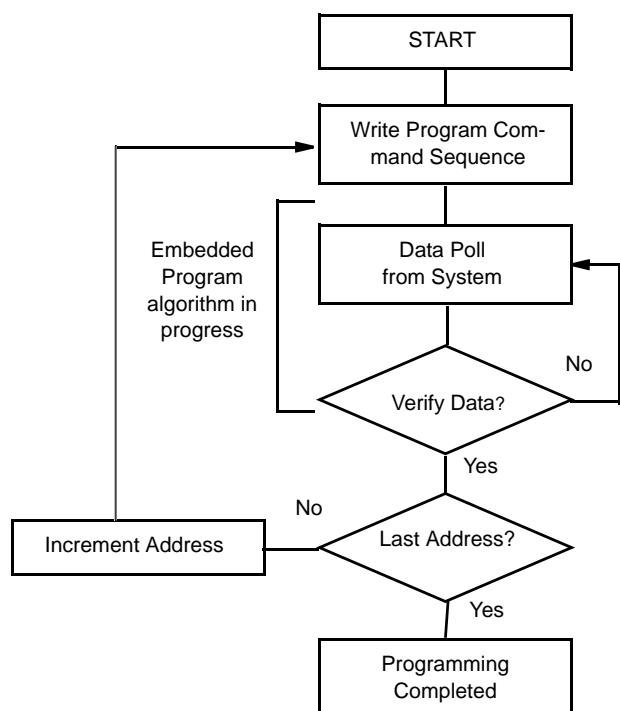 START
Write Program Com-
mand Sequence
Embedded
Program
algorithm in
progress
Data Poll
from System
No
Verify Data?
Yes
No
Increment Address
Last Address?
Yes
Programming
Completed